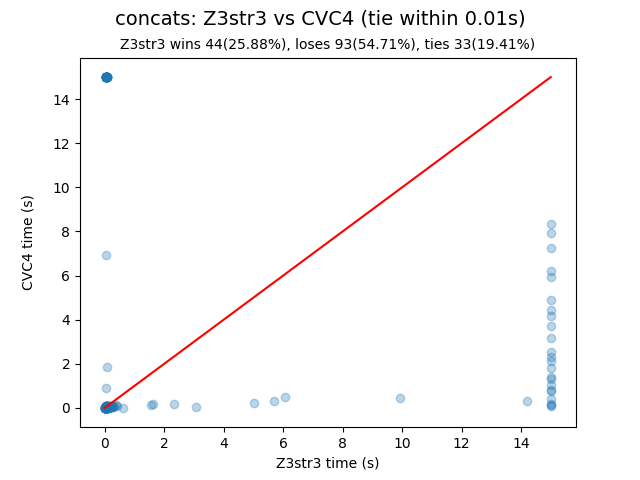 concats: Z3str3 vs CVC4 (tie within 0.01s)
Z3str3 wins 44(25.88%), loses 93(54.71%), ties 33(19.41%)
14
12
10
8
6
4
2
0
CVC4 time (s)
0 2 4 6 8 10 12 14
Z3str3 time (s)